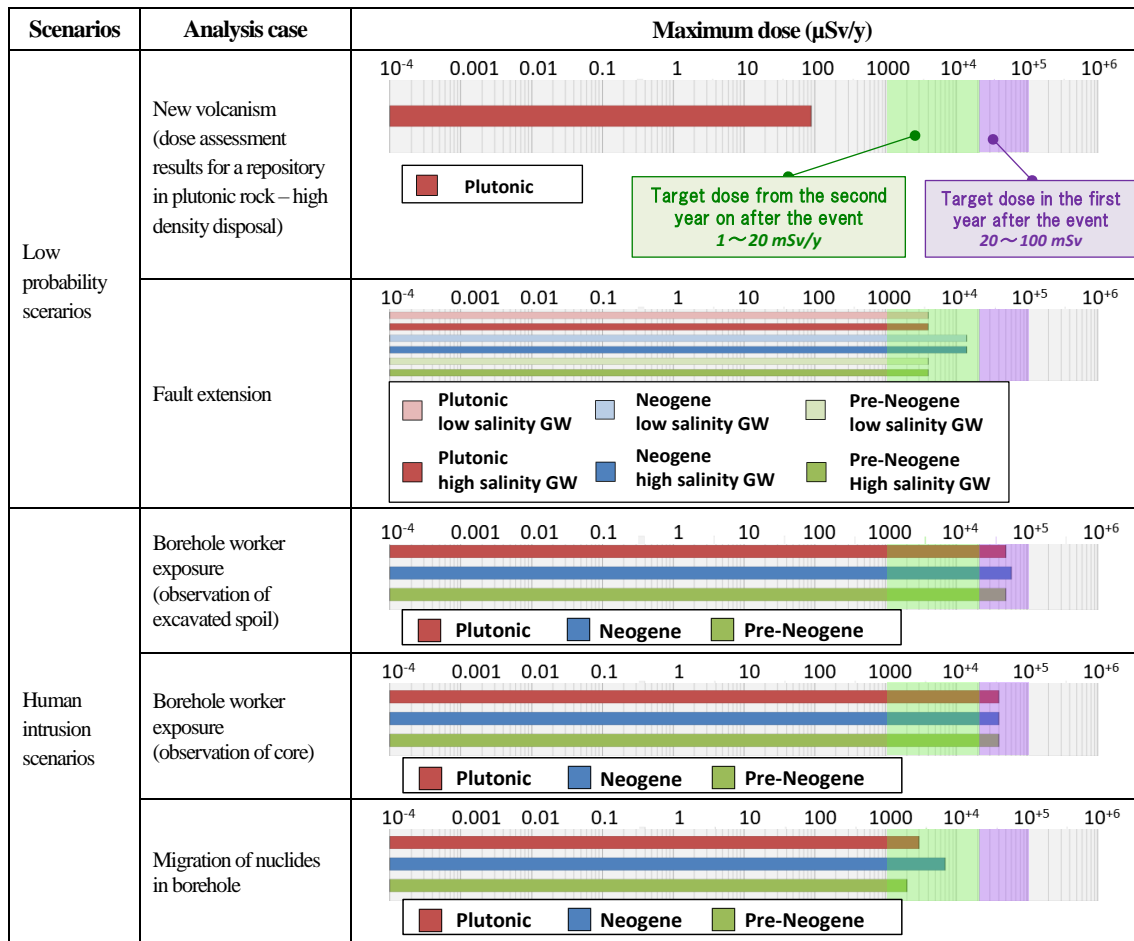 Scenarios
Analysis case
Maximum dose (µSv/y)
Low
probability
scerarios
New volcanism
(dose assessment
results for a repository
in plutonic rock – high
density disposal)
10-4 0.001 0.01 0.1 1 10 100 1000 10+4 10+5 10+6
Plutonic
Target dose from the second
year on after the event
1～20 mSv/y
Target dose in the first
year after the event
20～100 mSv
Fault extension
10-4 0.001 0.01 0.1 1 10 100 1000 10+4 10+5 10+6
Plutonic
low salinity GW
Neogene
low salinity GW
Pre-Neogene
low salinity GW
Plutonic
high salinity GW
Neogene
high salinity GW
Pre-Neogene
High salinity GW
Human
intrusion
scenarios
Borehole worker
exposure
(observation of
excavated spoil)
10-4 0.001 0.01 0.1 1 10 100 1000 10+4 10+5 10+6
Plutonic Neogene Pre-Neogene
Borehole worker
exposure
(observation of core)
10-4 0.001 0.01 0.1 1 10 100 1000 10+4 10+5 10+6
Plutonic Neogene Pre-Neogene
Migration of nuclides
in borehole
10-4 0.001 0.01 0.1 1 10 100 1000 10+4 10+5 10+6
Plutonic Neogene Pre-Neogene